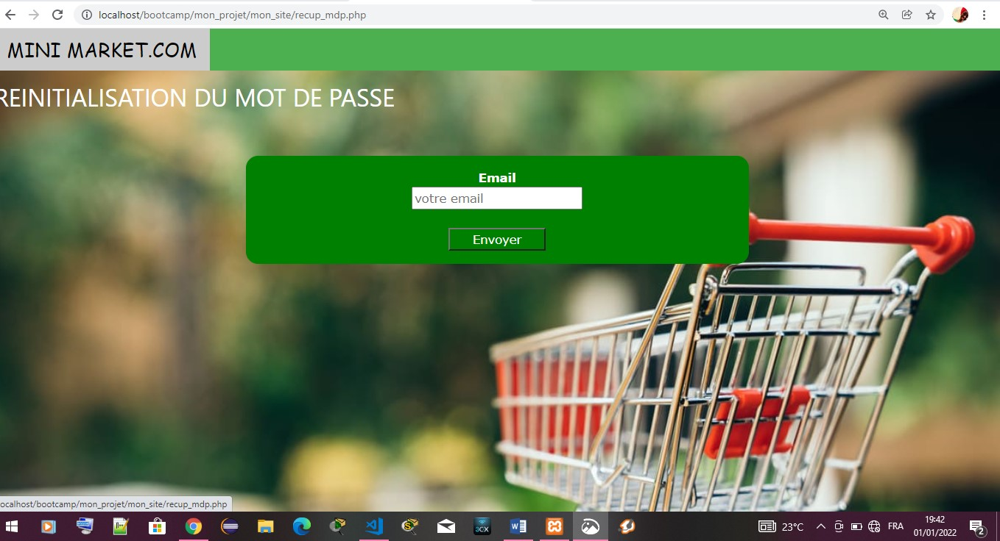 localhost/bootcamp/mon_projet/mon_site/recup_mdp.php
MINI MARKET.COM
REINITIALISATION DU MOT DE PASSE
Email
votre email
Envoyer
ocalhost/bootcamp/mon_projet/mon_site/recup_mdp.php
3CX
23°C
FRA
19:42
01/01/2022
2